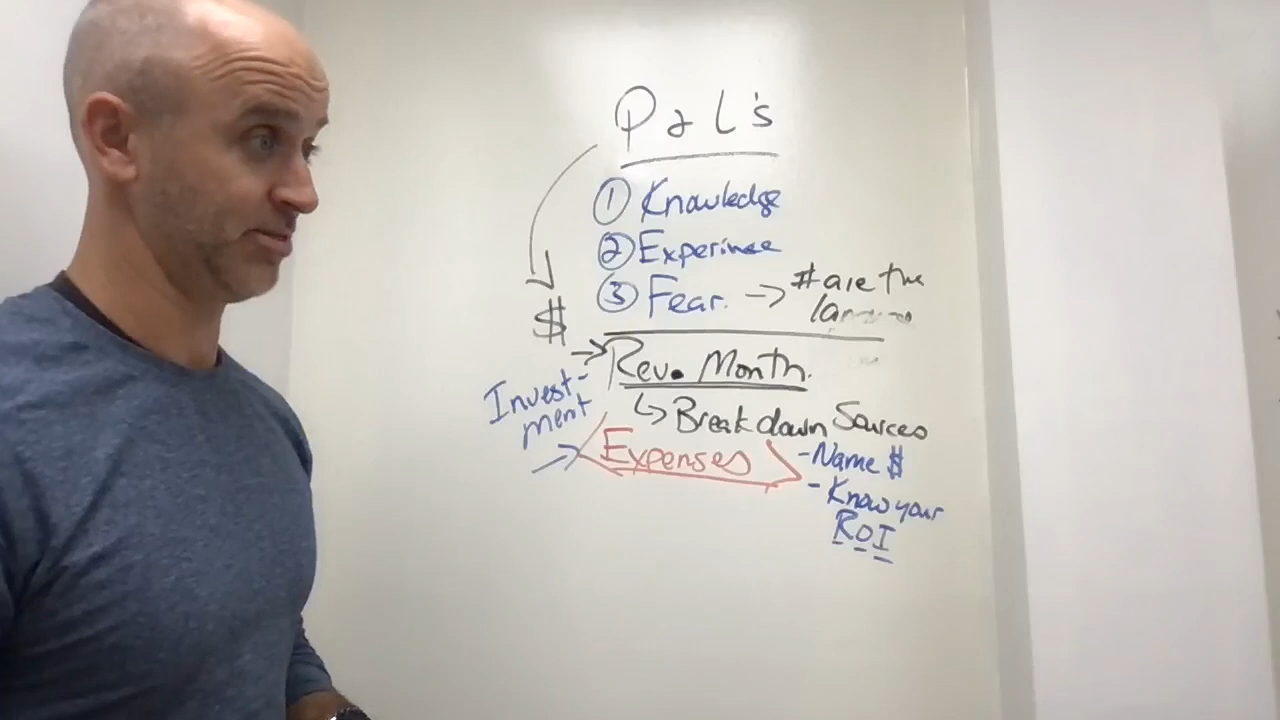 P & L's
① Knowledge
② Experince
③ Fear. → # are the
$
→ Rev. Month.
Invest-
ment
↳ Breakdown Sources
→ Expenses
- Name $
- Know your
ROI